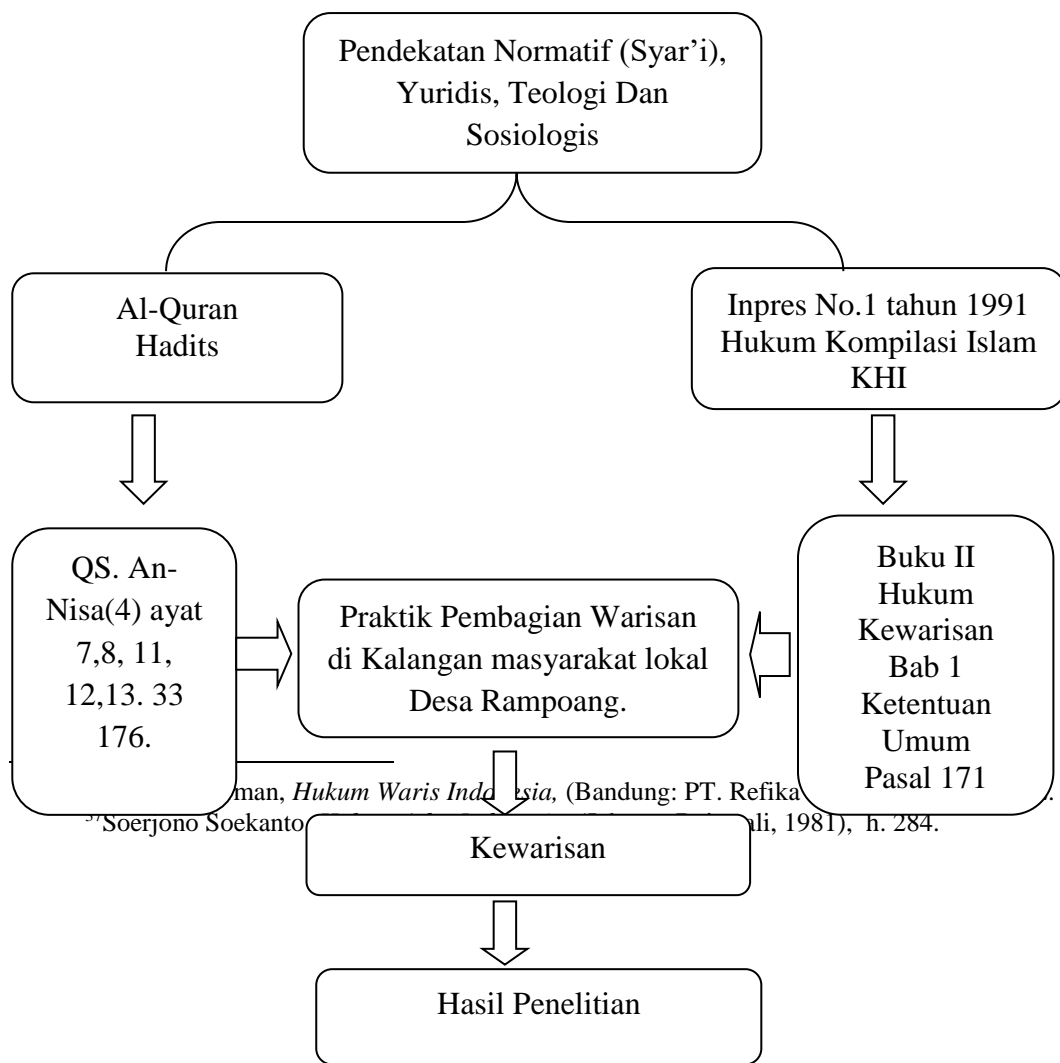 Pendekatan Normatif (Syar’i),
Yuridis, Teologi Dan
Sosiologis
Al-Quran
Hadits
Inpres No.1 tahun 1991
Hukum Kompilasi Islam
KHI
QS. An-
Nisa(4) ayat
7,8, 11,
12,13. 33
176.
Praktik Pembagian Warisan
di Kalangan masyarakat lokal
Desa Rampoang.
Buku II
Hukum
Kewarisan
Bab 1
Ketentuan
Umum
Pasal 171
man, Hukum Waris (Bandung: PT. Refika
Soerjono Soekanto ali, 1981), h. 284.
Kewarisan
Hasil Penelitian